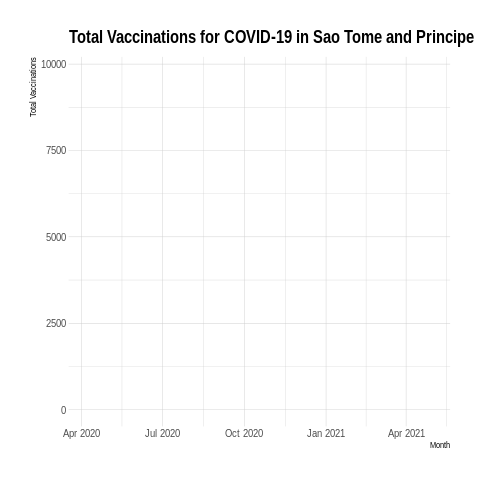 Total Vaccinations for COVID-19 in Sao Tome and Principe
Total Vaccinations
10000
7500
5000
2500
0
Apr 2020 Jul 2020 Oct 2020 Jan 2021 Apr 2021
Month